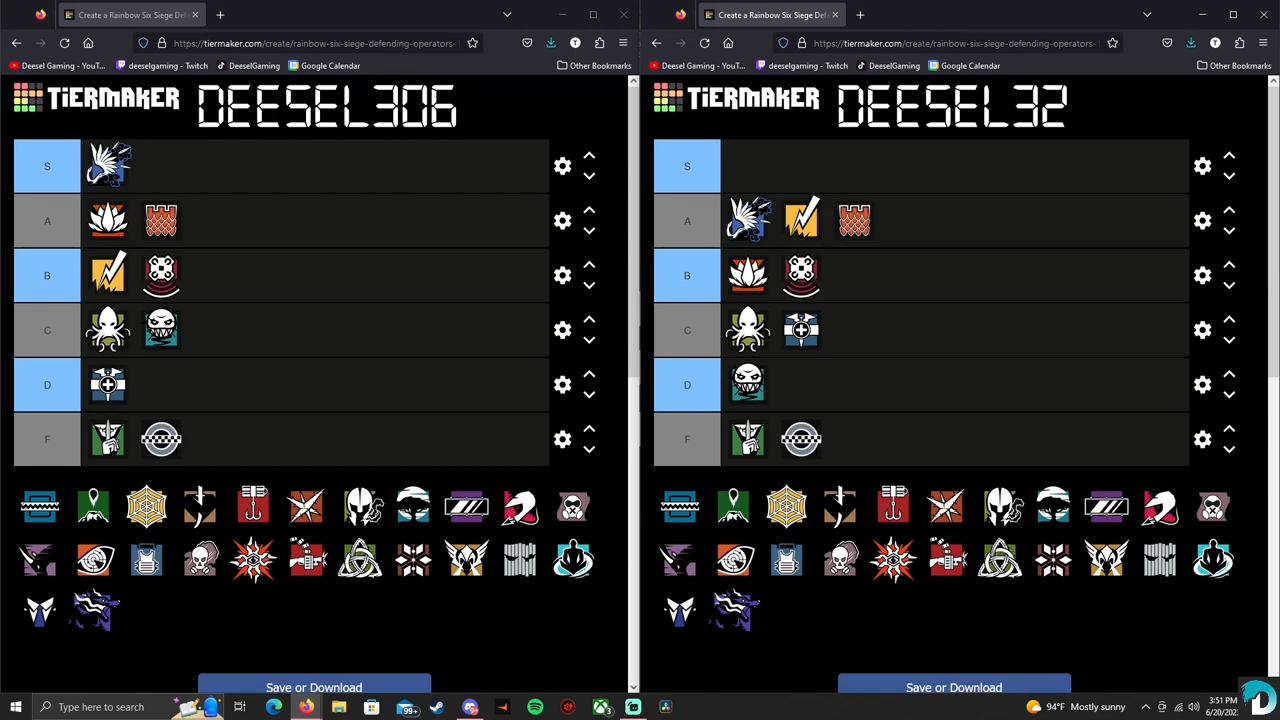 Create a Rainbow Six Siege Def
Create a Rainbow Six Siege Def
https://tiermaker.com/create/rainbow-six-siege-defending-operators-
https://tiermaker.com/create/rainbow-six-siege-defending-operators-
Deesel Gaming - YouT...
deeselgaming - Twitch
DeeselGaming
Google Calendar
Other Bookmarks
Deesel Gaming - YouT...
deeselgaming - Twitch
DeeselGaming
Google Calendar
Other Bookmarks
TiERMAKER
DEESEL306
S
A
B
C
D
F
Save or Download
TiERMAKER
DEESEL32
S
A
B
C
D
F
Save or Download
Type here to search
99+
3
94°F Mostly sunny
3:51 PM